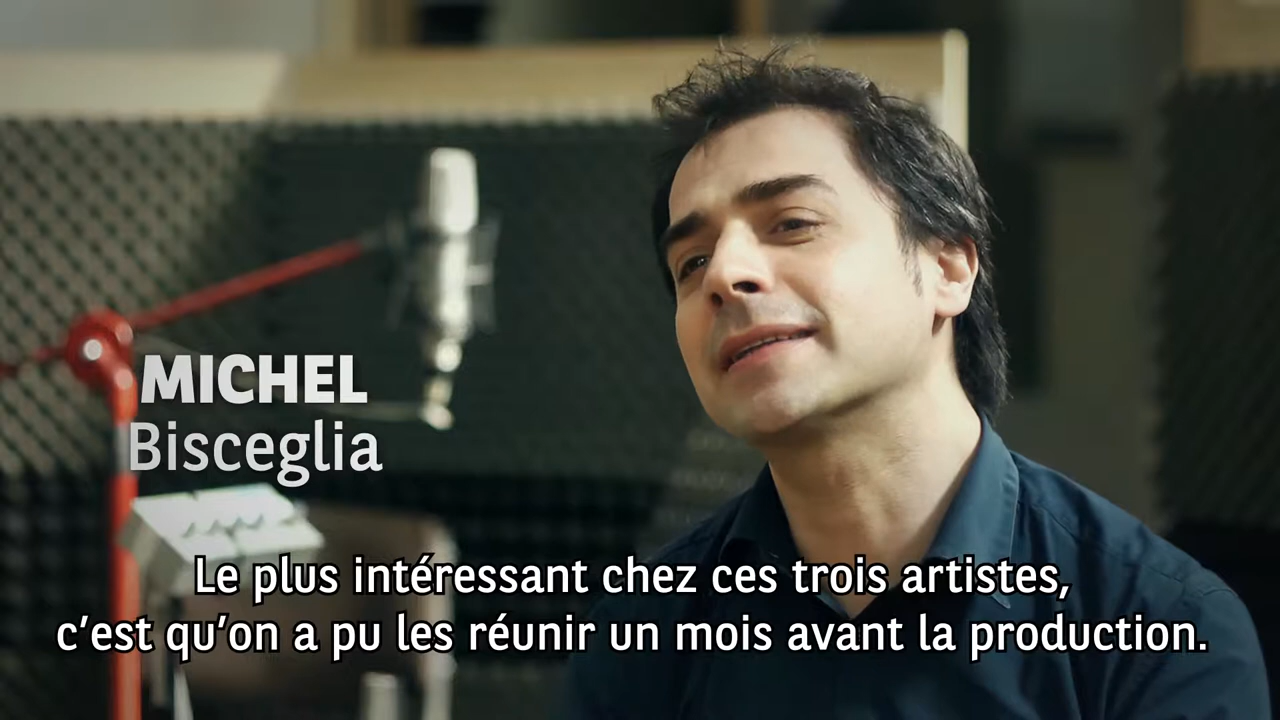 MICHEL
Bisceglia
Le plus intéressant chez ces trois artistes,
c’est qu’on a pu les réunir un mois avant la production.